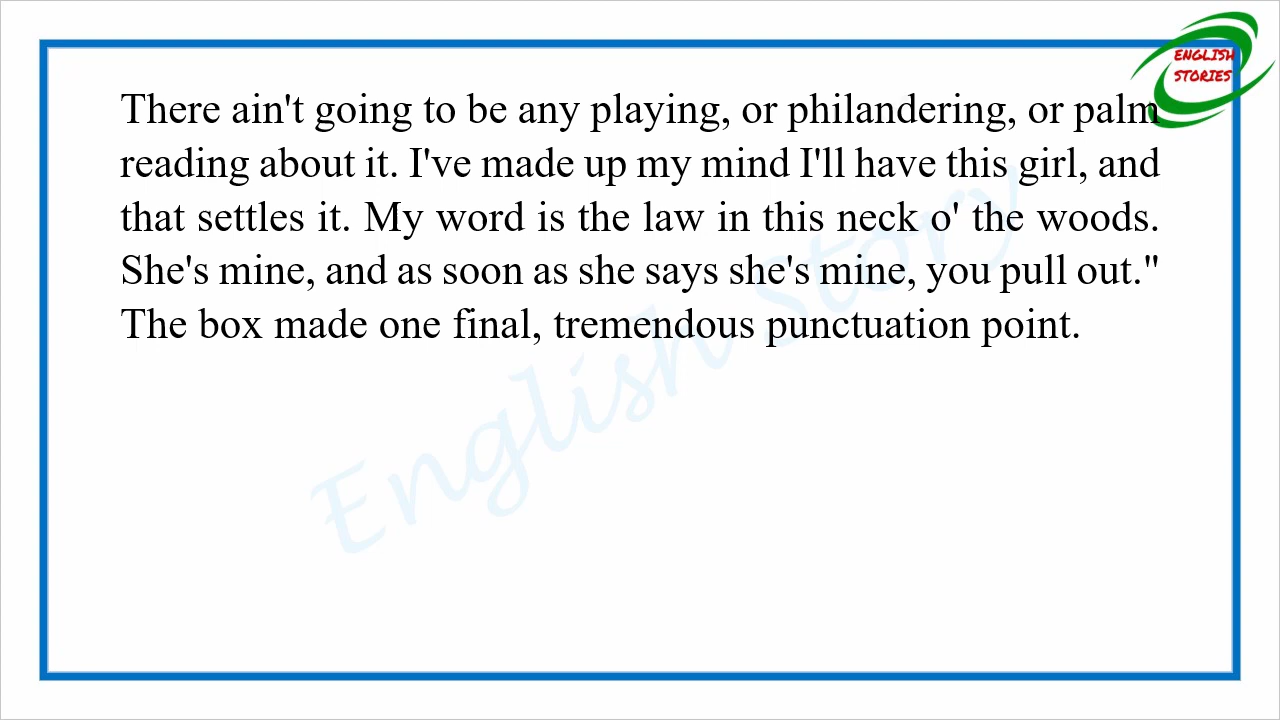 ENGLISH
STORIES
There ain't going to be any playing, or philandering, or palm
reading about it. I've made up my mind I'll have this girl, and
that settles it. My word is the law in this neck o' the woods.
She's mine, and as soon as she says she's mine, you pull out."
The box made one final, tremendous punctuation point.
English Story